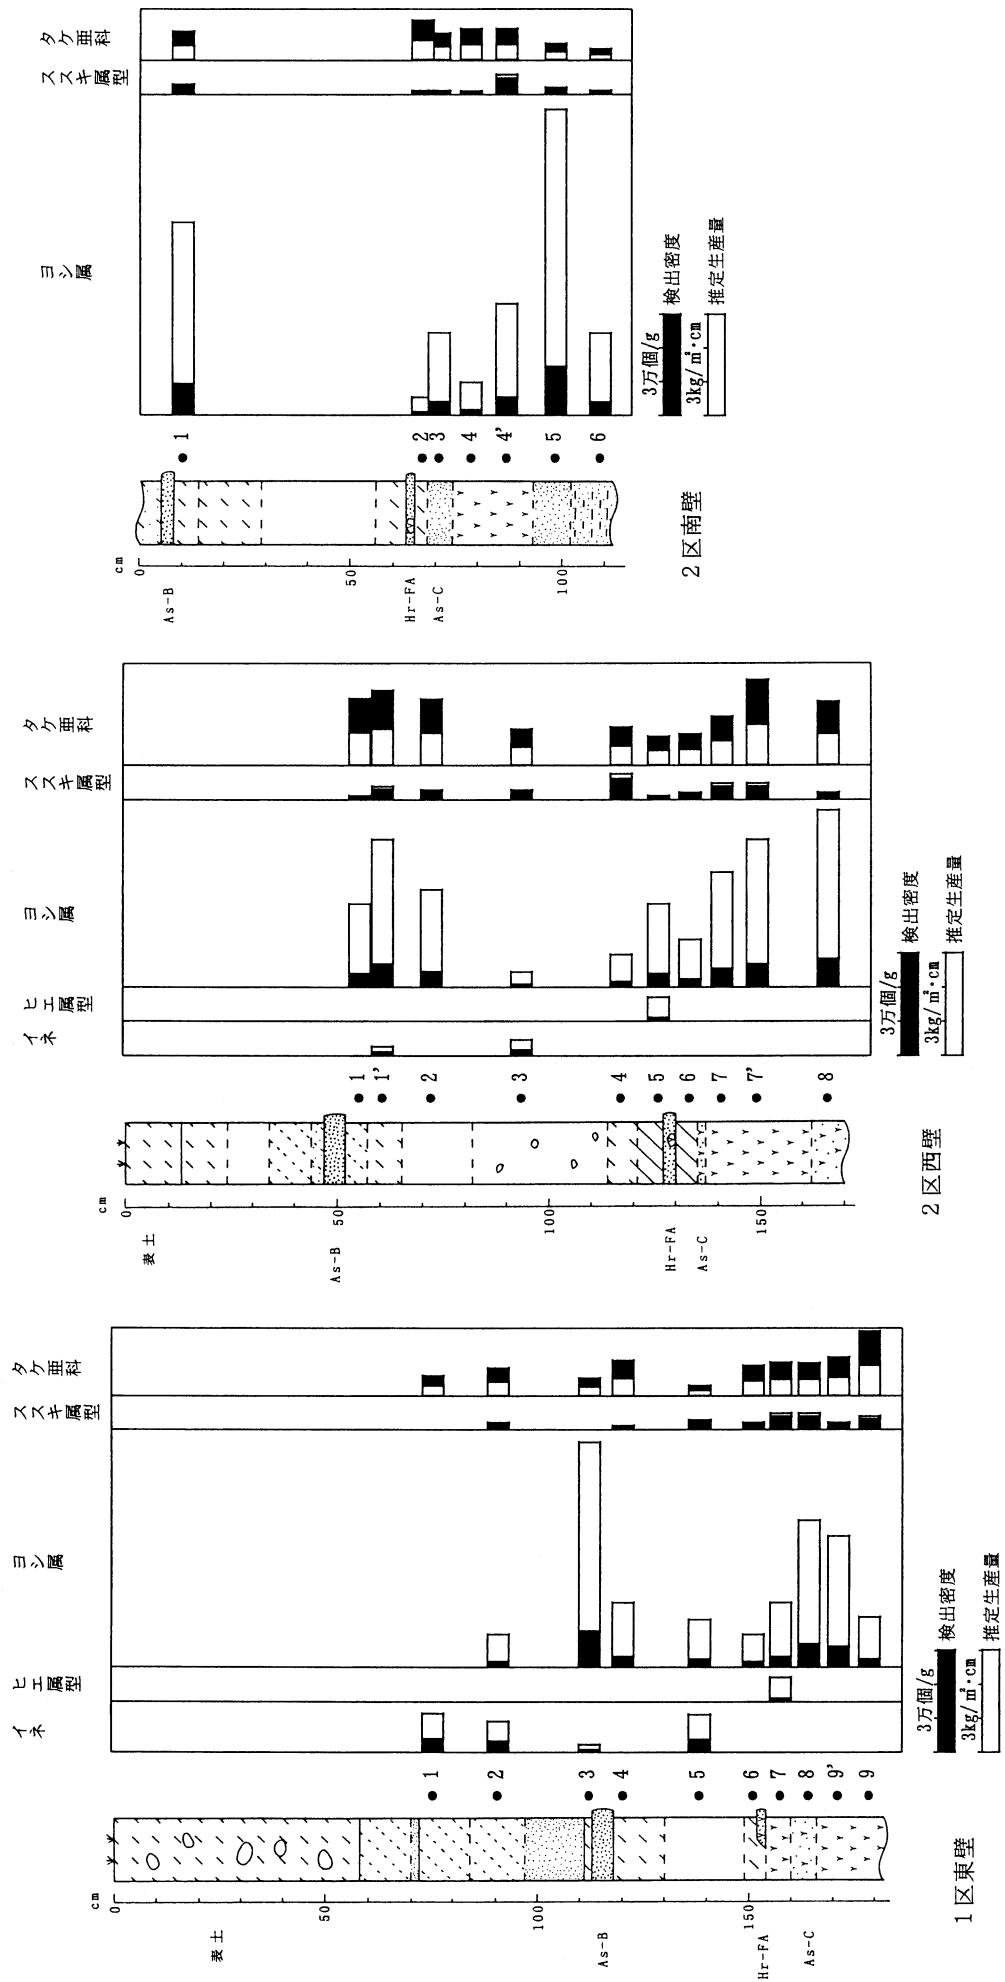 タケ亜科
ススキ属型
ヨシ属
ヒエ属型
イネ
1
2
3
4
5
6
7
8
9'
9
cm
0
50
100
150
表土
As-B
Hr-FA
As-C
3万個/g
検出密度
3kg/㎡・cm
推定生産量
1区東壁
タケ亜科
ススキ属型
ヨシ属
ヒエ属型
イネ
1
1'
2
3
4
5
6
7
7'
8
cm
0
50
100
150
表土
As-B
Hr-FA
As-C
3万個/g
検出密度
3kg/㎡・cm
推定生産量
2区西壁
タケ亜科
ススキ属型
ヨシ属
1
2
3
4
4'
5
6
cm
0
50
100
As-B
Hr-FA
As-C
3万個/g
検出密度
3kg/㎡・cm
推定生産量
2区南壁